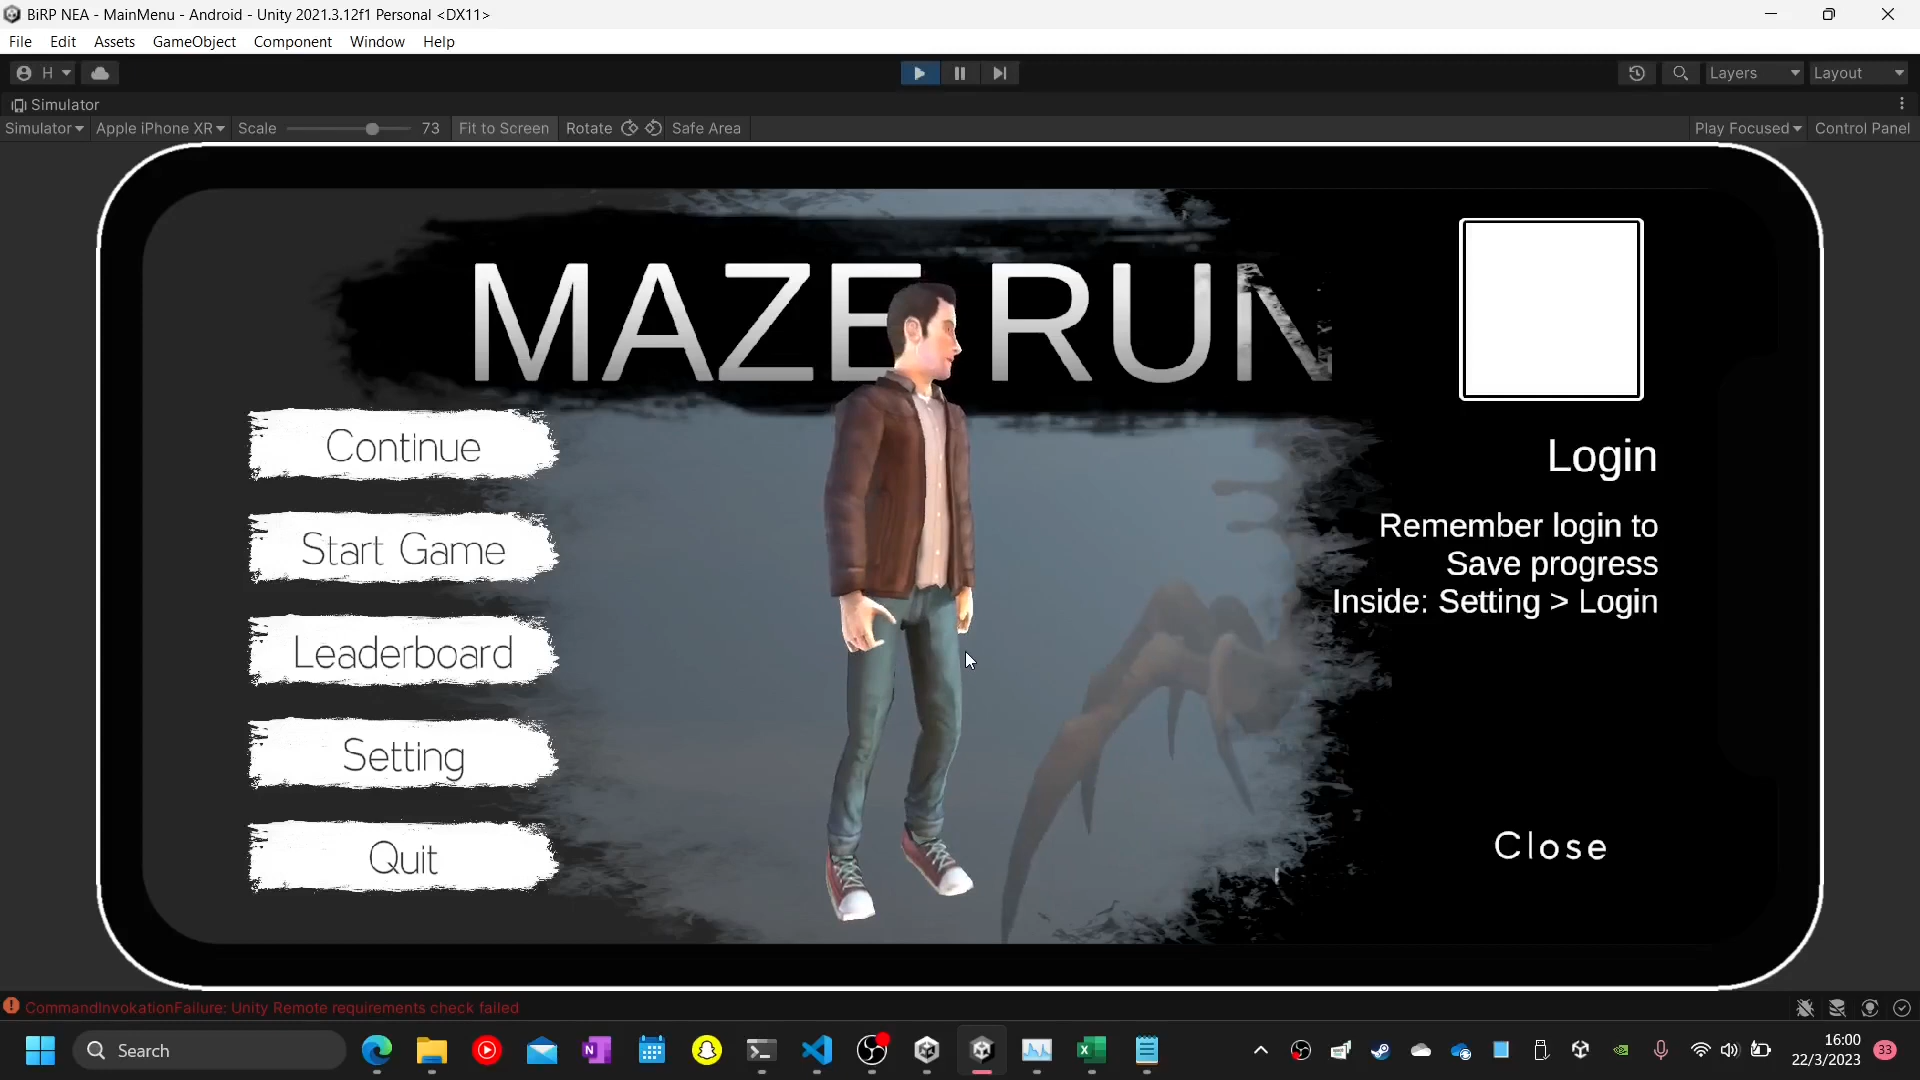 BiRP NEA - MainMenu - Android - Unity 2021.3.12f1 Personal <DX11>
File Edit Assets GameObject Component Window Help
H Layers Layout
Simulator
Simulator Apple iPhone XR Scale 73 Fit to Screen Rotate Safe Area Play Focused Control Panel
MAZE RUN
Continue
Start Game
Leaderboard
Setting
Quit
Login
Remember login to
Save progress
Inside: Setting > Login
Close
CommandInvokationFailure: Unity Remote requirements check failed
Search
16:00
22/3/2023
33